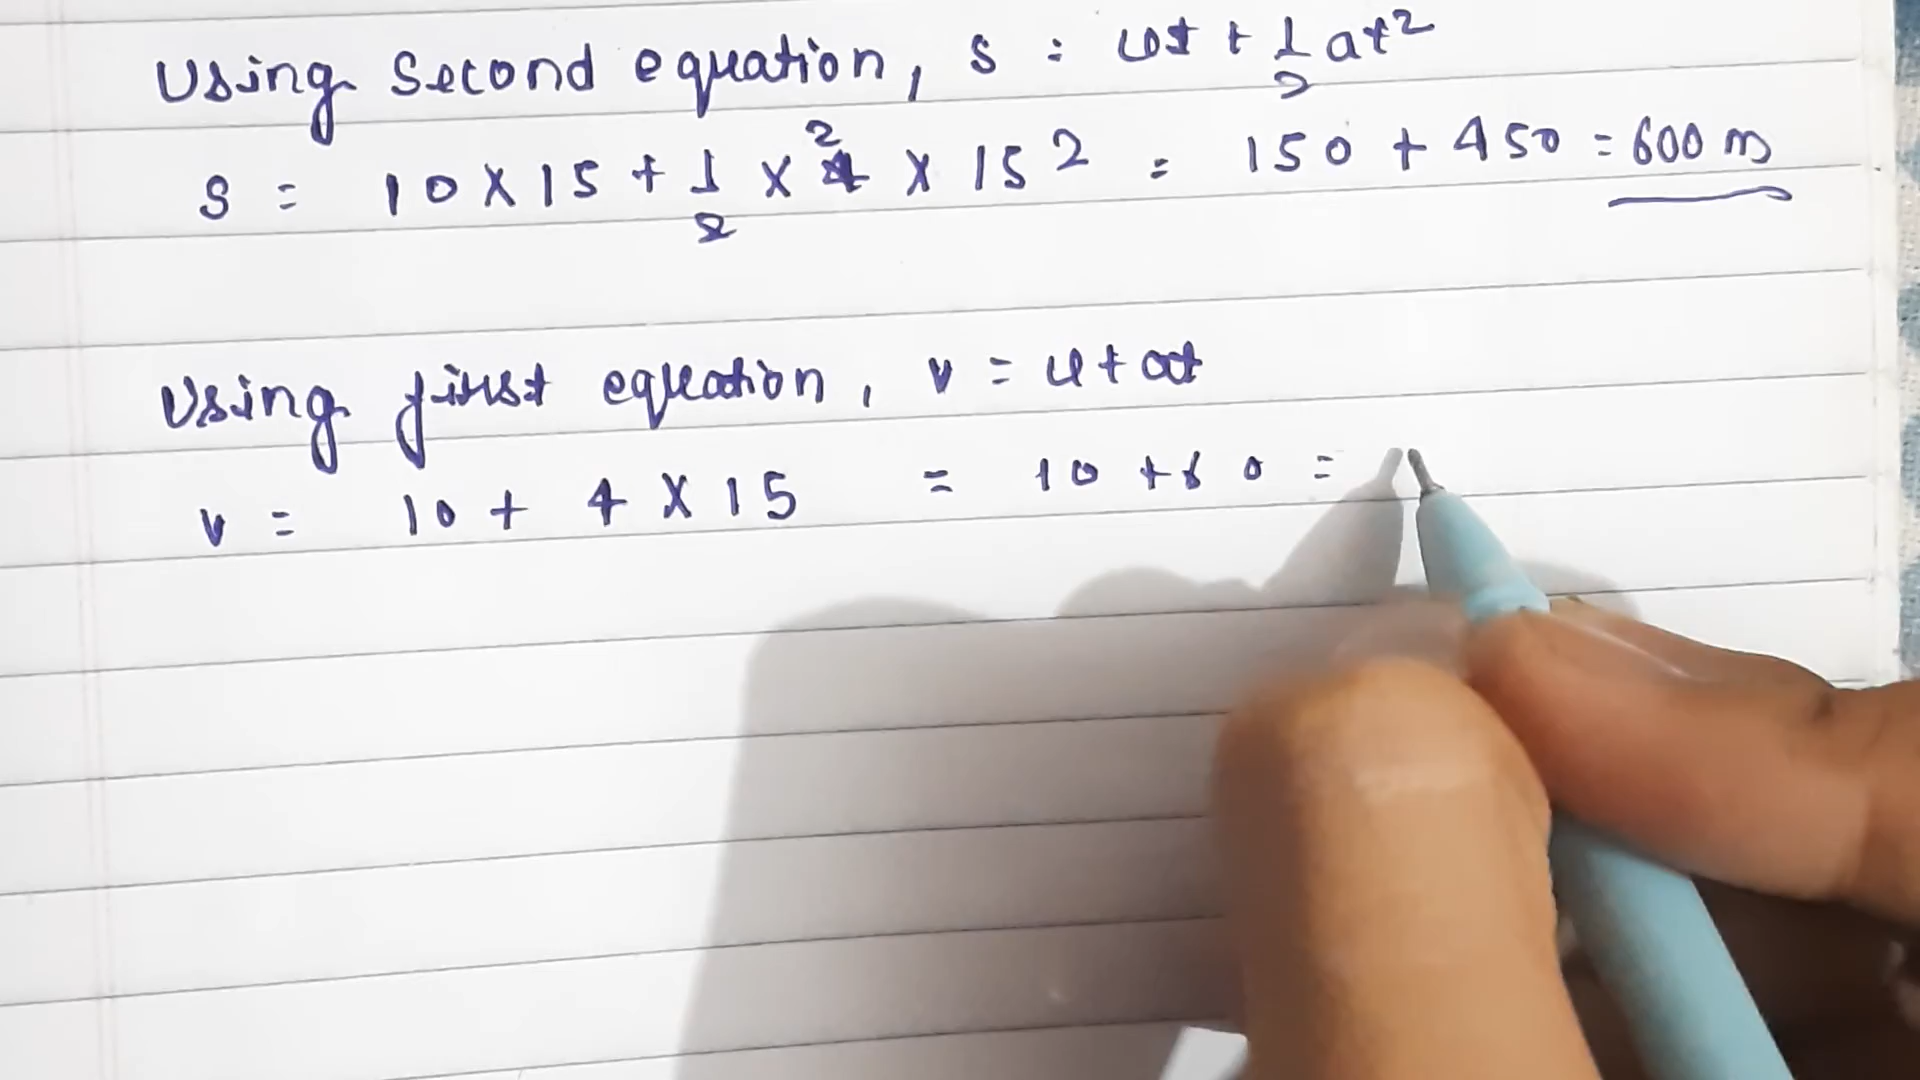 Using Second equation, s = ut + 1/2 at²
s = 10 x 15 + 1/2 x 4 2 x 15² = 150 + 450 = 600 m
Using first equation, v = u + at
v = 10 + 4 x 15 = 10 + 60 =